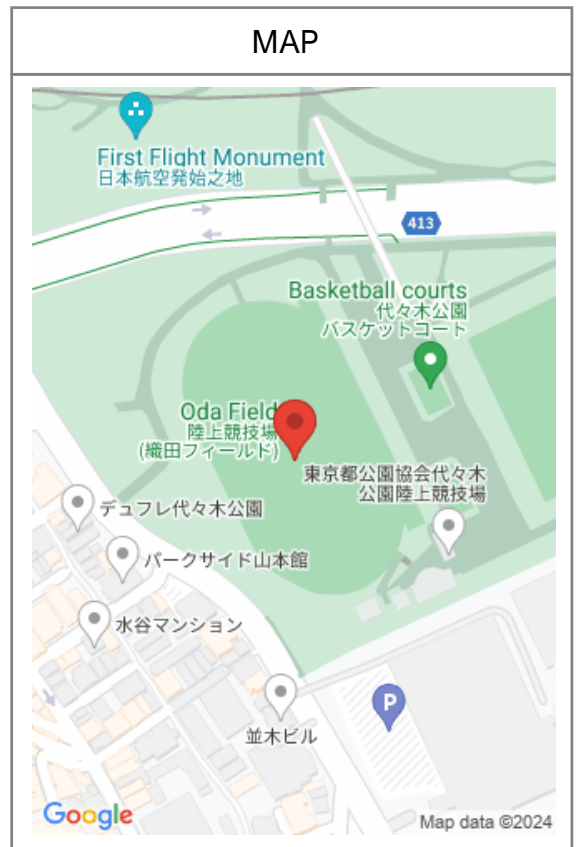 MAP
First Flight Monument
日本航空発始之地
413
Basketball courts
代々木公園
バスケットコート
Oda Field
陸上競技場
(織田フィールド)
東京都公園協会代々木
公園陸上競技場
デュフレ代々木公園
パークサイド山本館
水谷マンション
P
並木ビル
Google
Map data ©2024